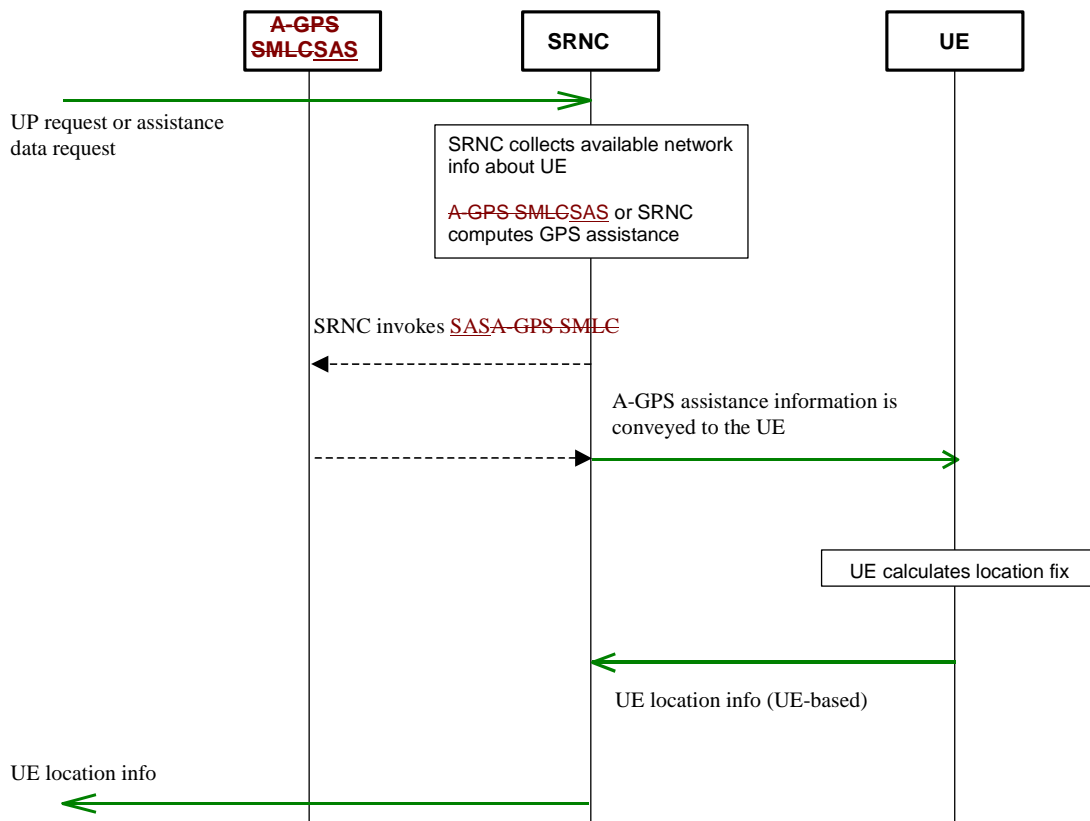 A-GPS
SMLCSAS
SRNC
UE
UP request or assistance
data request
SRNC collects available network
info about UE
A-GPS SMLCSAS or SRNC
computes GPS assistance
SRNC invokes SASA-GPS SMLC
A-GPS assistance information is
conveyed to the UE
UE calculates location fix
UE location info (UE-based)
UE location info